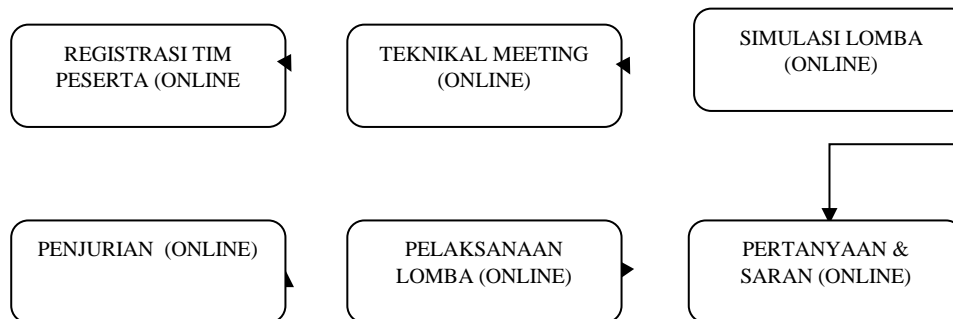 REGISTRASI TIM
PESERTA (ONLINE
TEKNIKAL MEETING
(ONLINE)
SIMULASI LOMBA
(ONLINE)
PENJURIAN (ONLINE)
PELAKSANAAN
LOMBA (ONLINE)
PERTANYAAN &
SARAN (ONLINE)